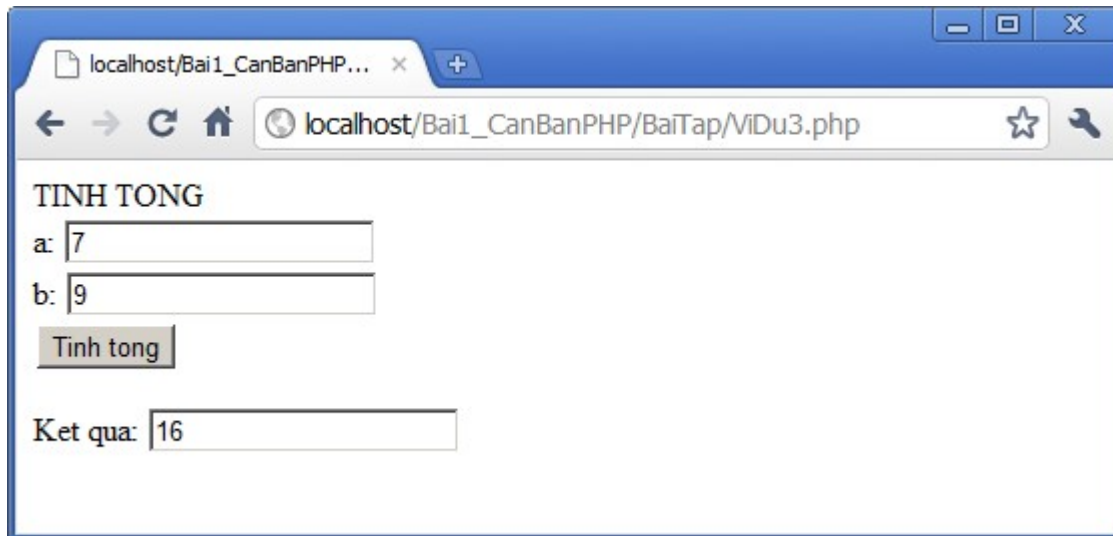 localhost/Bai1_CanBanPHP...
localhost/Bai1_CanBanPHP/BaiTap/ViDu3.php
TINH TONG
a: 7
b: 9
Tinh tong
Ket qua: 16